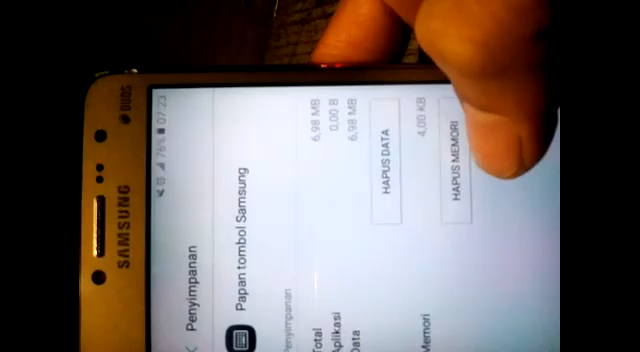 DUOS
SAMSUNG
76% 07:23
Penyimpanan
Papan tombol Samsung
Penyimpanan
Total 6,98 MB
Aplikasi 0,00 B
Data 6,98 MB
HAPUS DATA
Memori 4,00 KB
HAPUS MEMORI